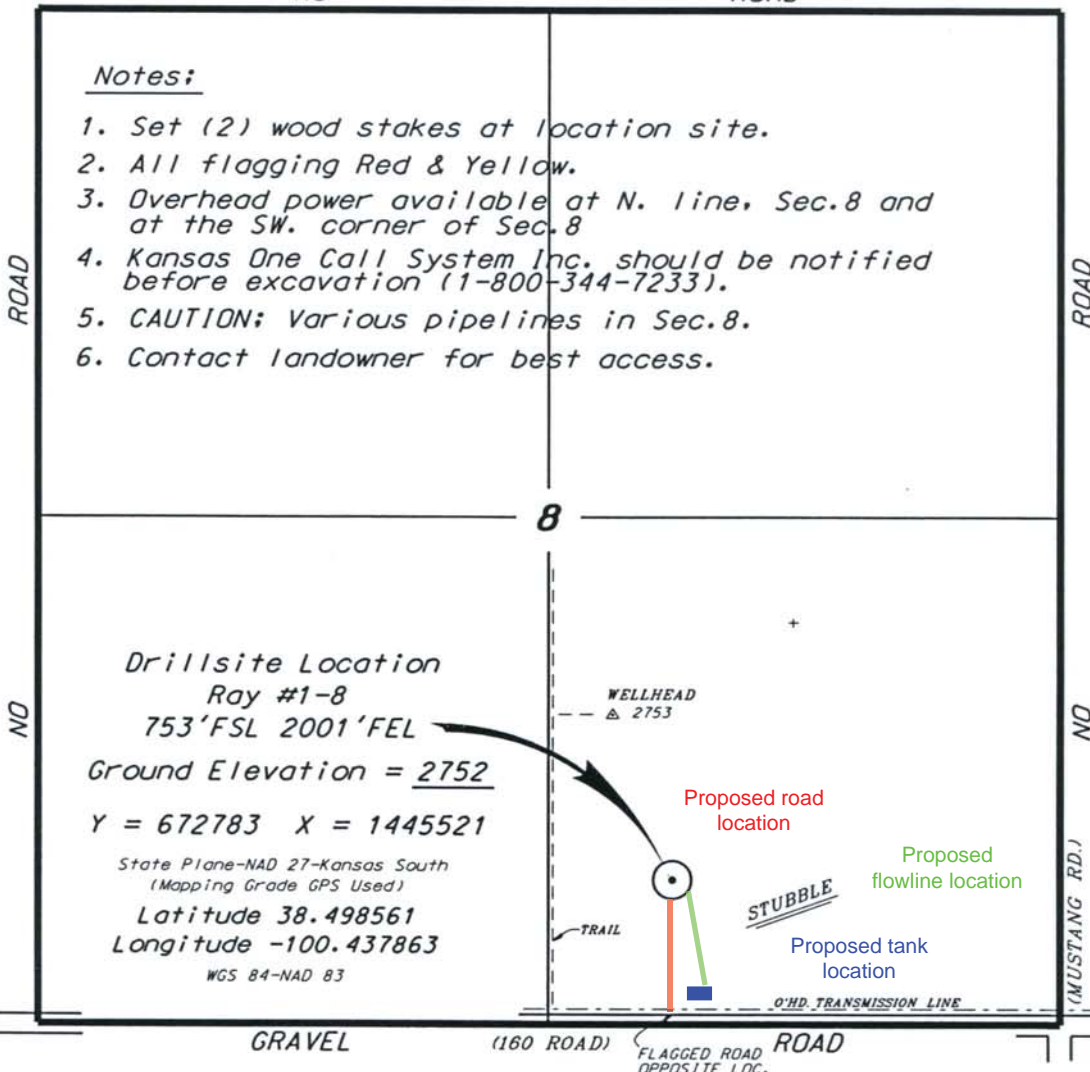 Notes:
1. Set (2) wood stakes at location site.
2. All flagging Red & Yellow.
3. Overhead power available at N. line, Sec.8 and
at the SW. corner of Sec.8
4. Kansas One Call System Inc. should be notified
before excavation (1-800-344-7233).
5. CAUTION: Various pipelines in Sec.8.
6. Contact landowner for best access.
ROAD
ROAD
8
Drillsite Location
Ray #1-8
753'FSL 2001'FEL
Ground Elevation = 2752
Y = 672783 X = 1445521
State Plane-NAD 27-Kansas South
(Mapping Grade GPS Used)
Latitude 38.498561
Longitude -100.437863
WGS 84-NAD 83
NO
WELLHEAD
2753
NO
Proposed road
location
Proposed
flowline location
STUBBLE
Proposed tank
location
TRAIL
(MUSTANG RD.)
O'HD. TRANSMISSION LINE
GRAVEL
(160 ROAD)
ROAD
FLAGGED ROAD
OPPOSITE LOC.